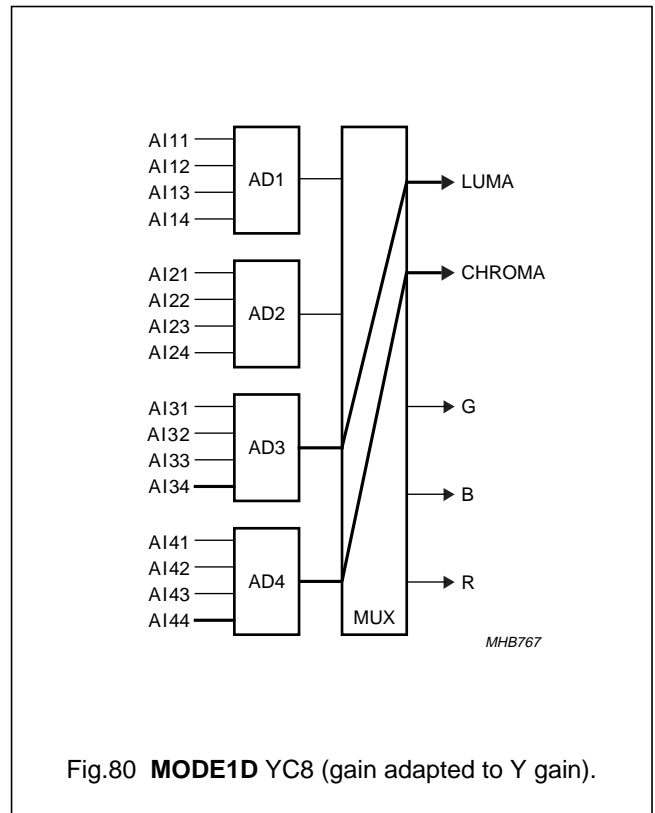 AI11
AI12
AI13
AI14
AD1
AI21
AI22
AI23
AI24
AD2
AI31
AI32
AI33
AI34
AD3
AI41
AI42
AI43
AI44
AD4
MUX
LUMA
CHROMA
G
B
R
MHB767
Fig.80 MODE1D YC8 (gain adapted to Y gain).